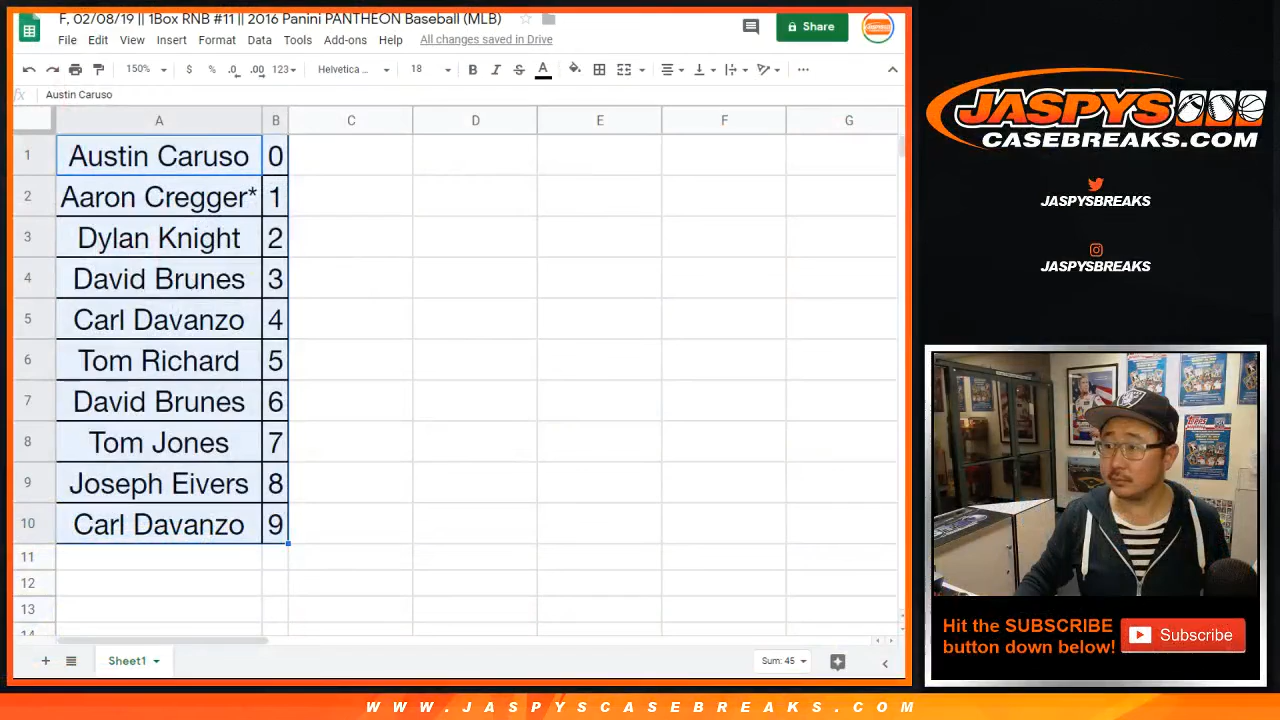 F, 02/08/19 || 1Box RNB #11 || 2016 Panini PANTHEON Baseball (MLB)
File Edit View Insert Format Data Tools Add-ons Help All changes saved in Drive
Share
150% $ % .0 .00 123 Helvetica ... 18 B I S A
fx Austin Caruso
A B C D E F G
1 Austin Caruso 0
2 Aaron Cregger* 1
3 Dylan Knight 2
4 David Brunes 3
5 Carl Davanzo 4
6 Tom Richard 5
7 David Brunes 6
8 Tom Jones 7
9 Joseph Eivers 8
10 Carl Davanzo 9
11
12
13
14
Sheet1
Sum: 45
JASPYS
CASEBREAKS.COM
JASPYSBREAKS
JASPYSBREAKS
Hit the SUBSCRIBE
button down below!
Subscribe
WWW.JASPYSCASEBREAKS.COM